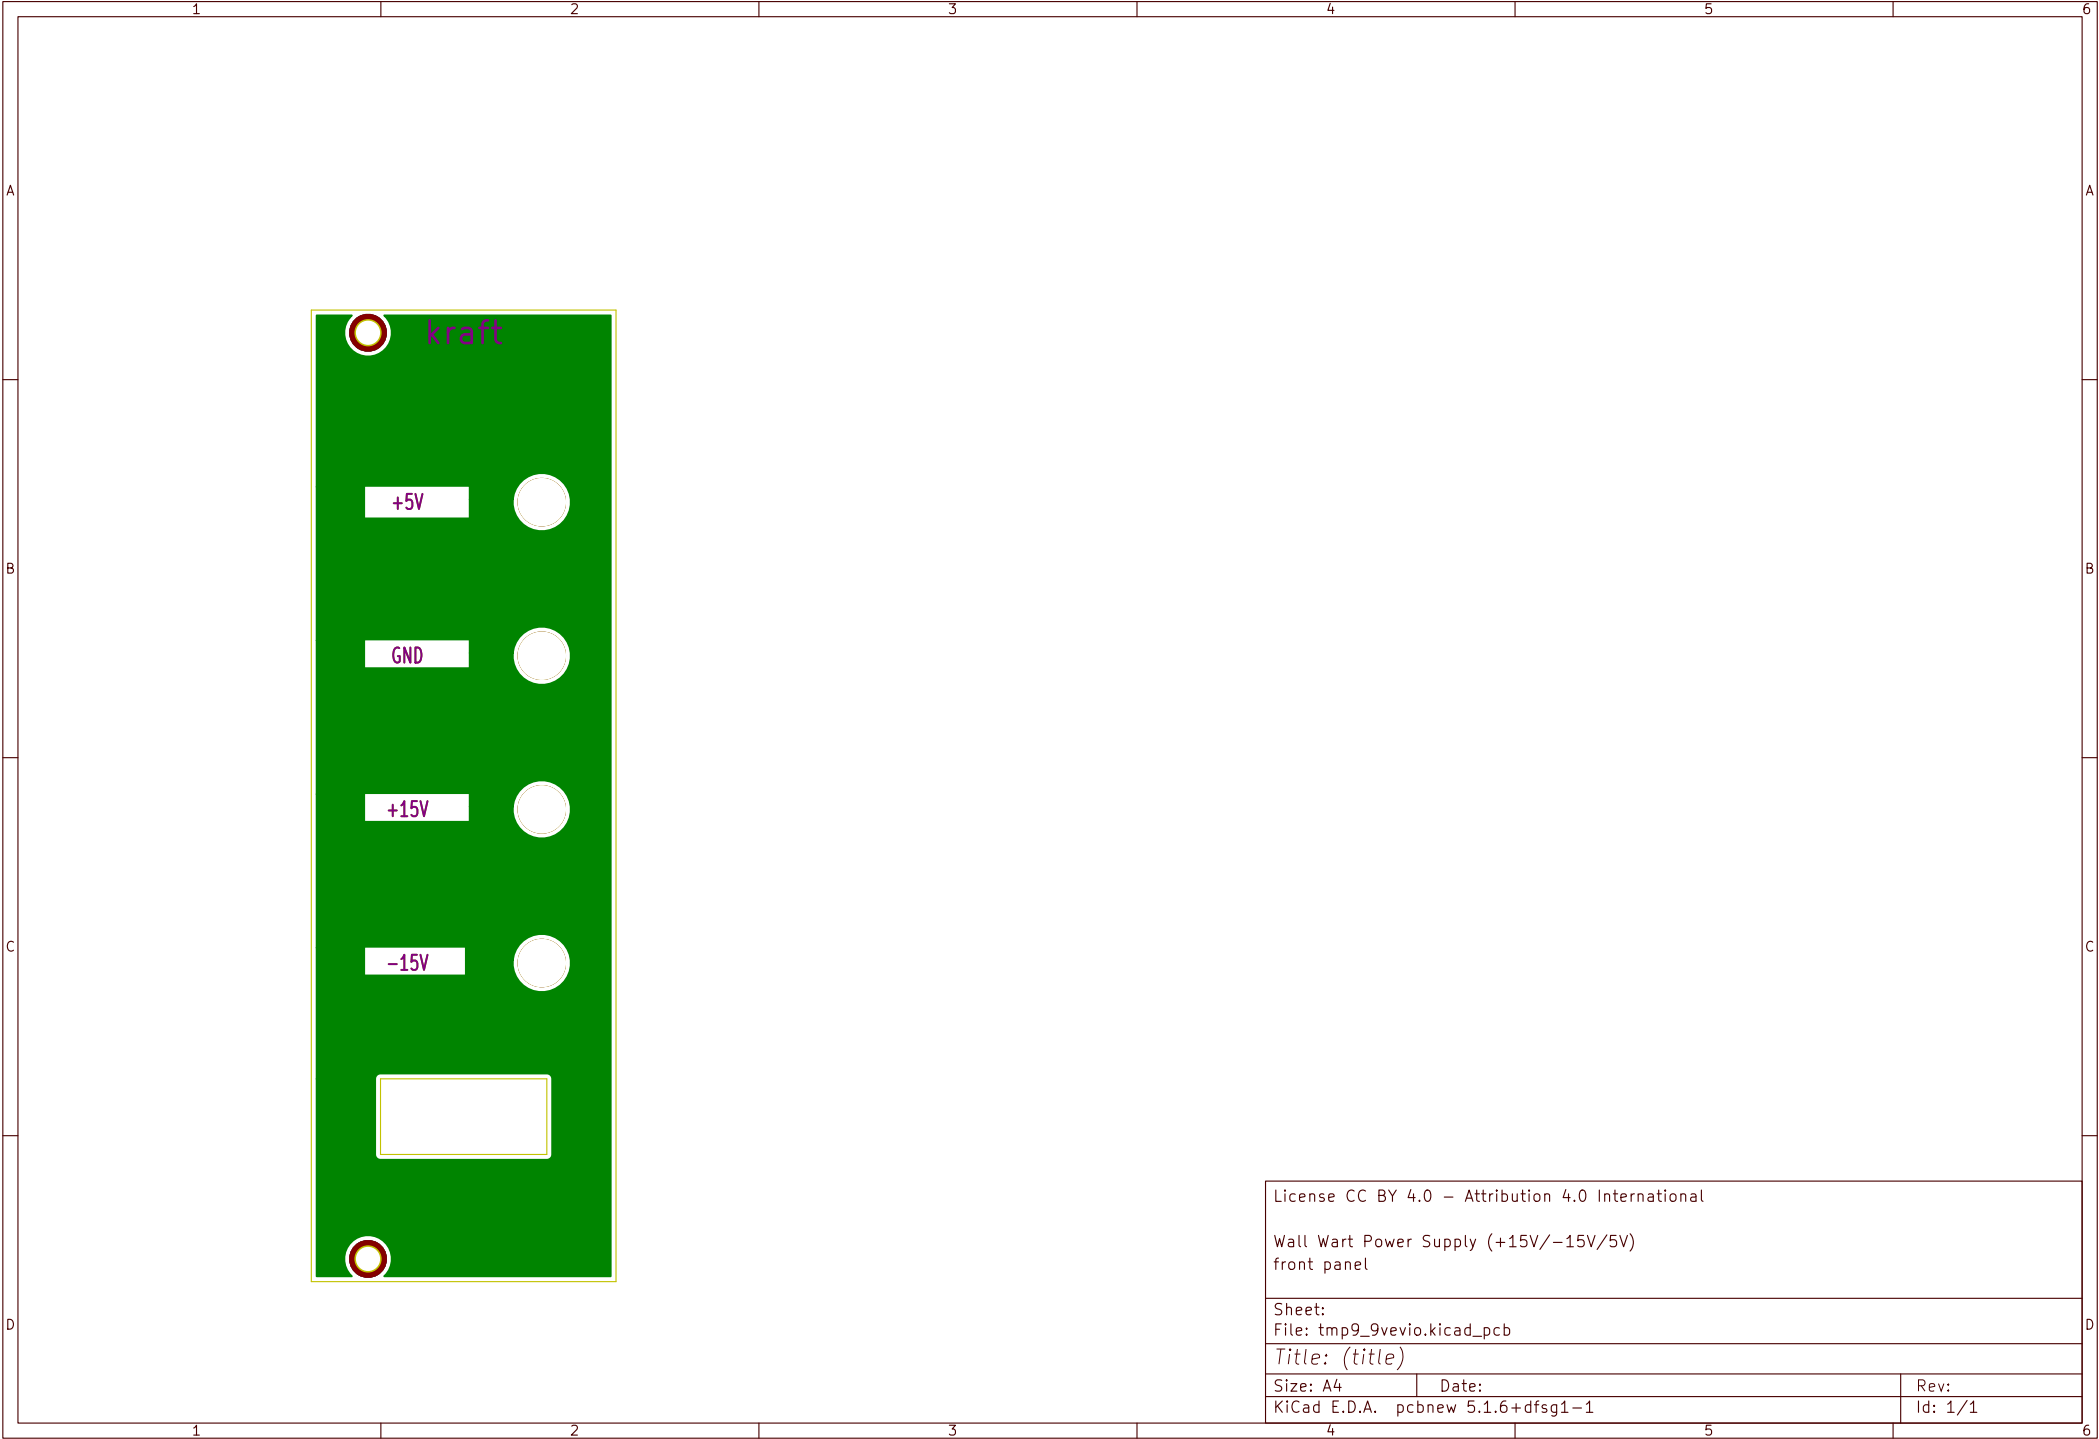 1 2 3 4 5 6
A A
kraft
+5V
B B
GND
+15V
C C
-15V
License CC BY 4.0 - Attribution 4.0 International
Wall Wart Power Supply (+15V/-15V/5V)
front panel
Sheet:
File: tmp9_9vevio.kicad_pcb
D D
Title: (title)
Size: A4 Date: Rev:
KiCad E.D.A. pcbnew 5.1.6+dfsg1-1 Id: 1/1
1 2 3 4 5 6